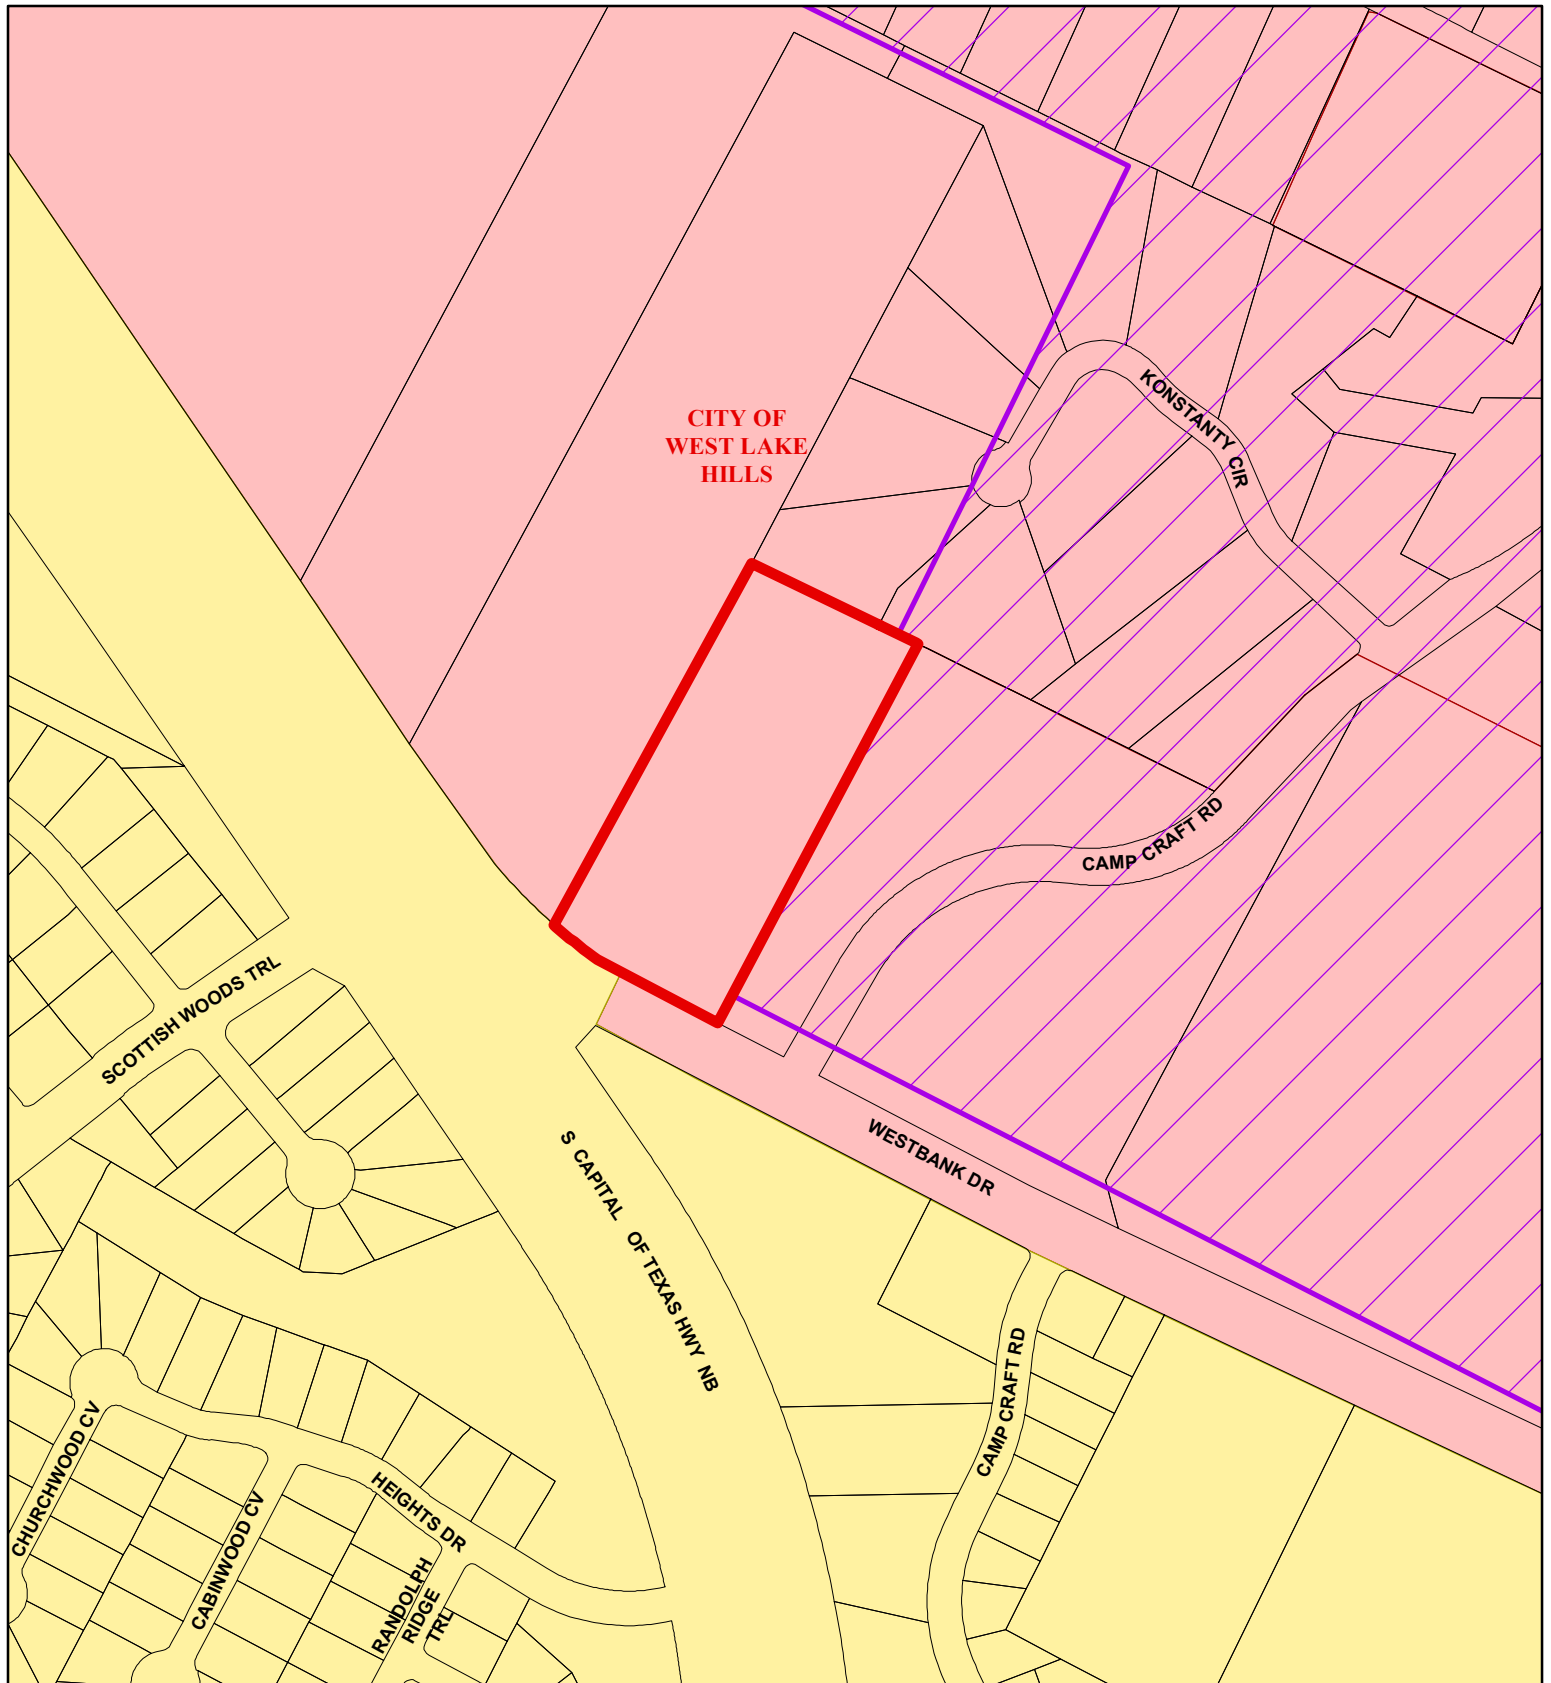 KONSTANTY CIR
CITY OF
WEST LAKE
HILLS
CAMP CRAFT RD
SCOTTISH WOODS TRL
WESTBANK DR
S CAPITAL OF TEXAS HWY NB
CAMP CRAFT RD
CHURCHWOOD CV
CABINWOOD CV
HEIGHTS DR
RANDOLPH
RIDGE
TRL